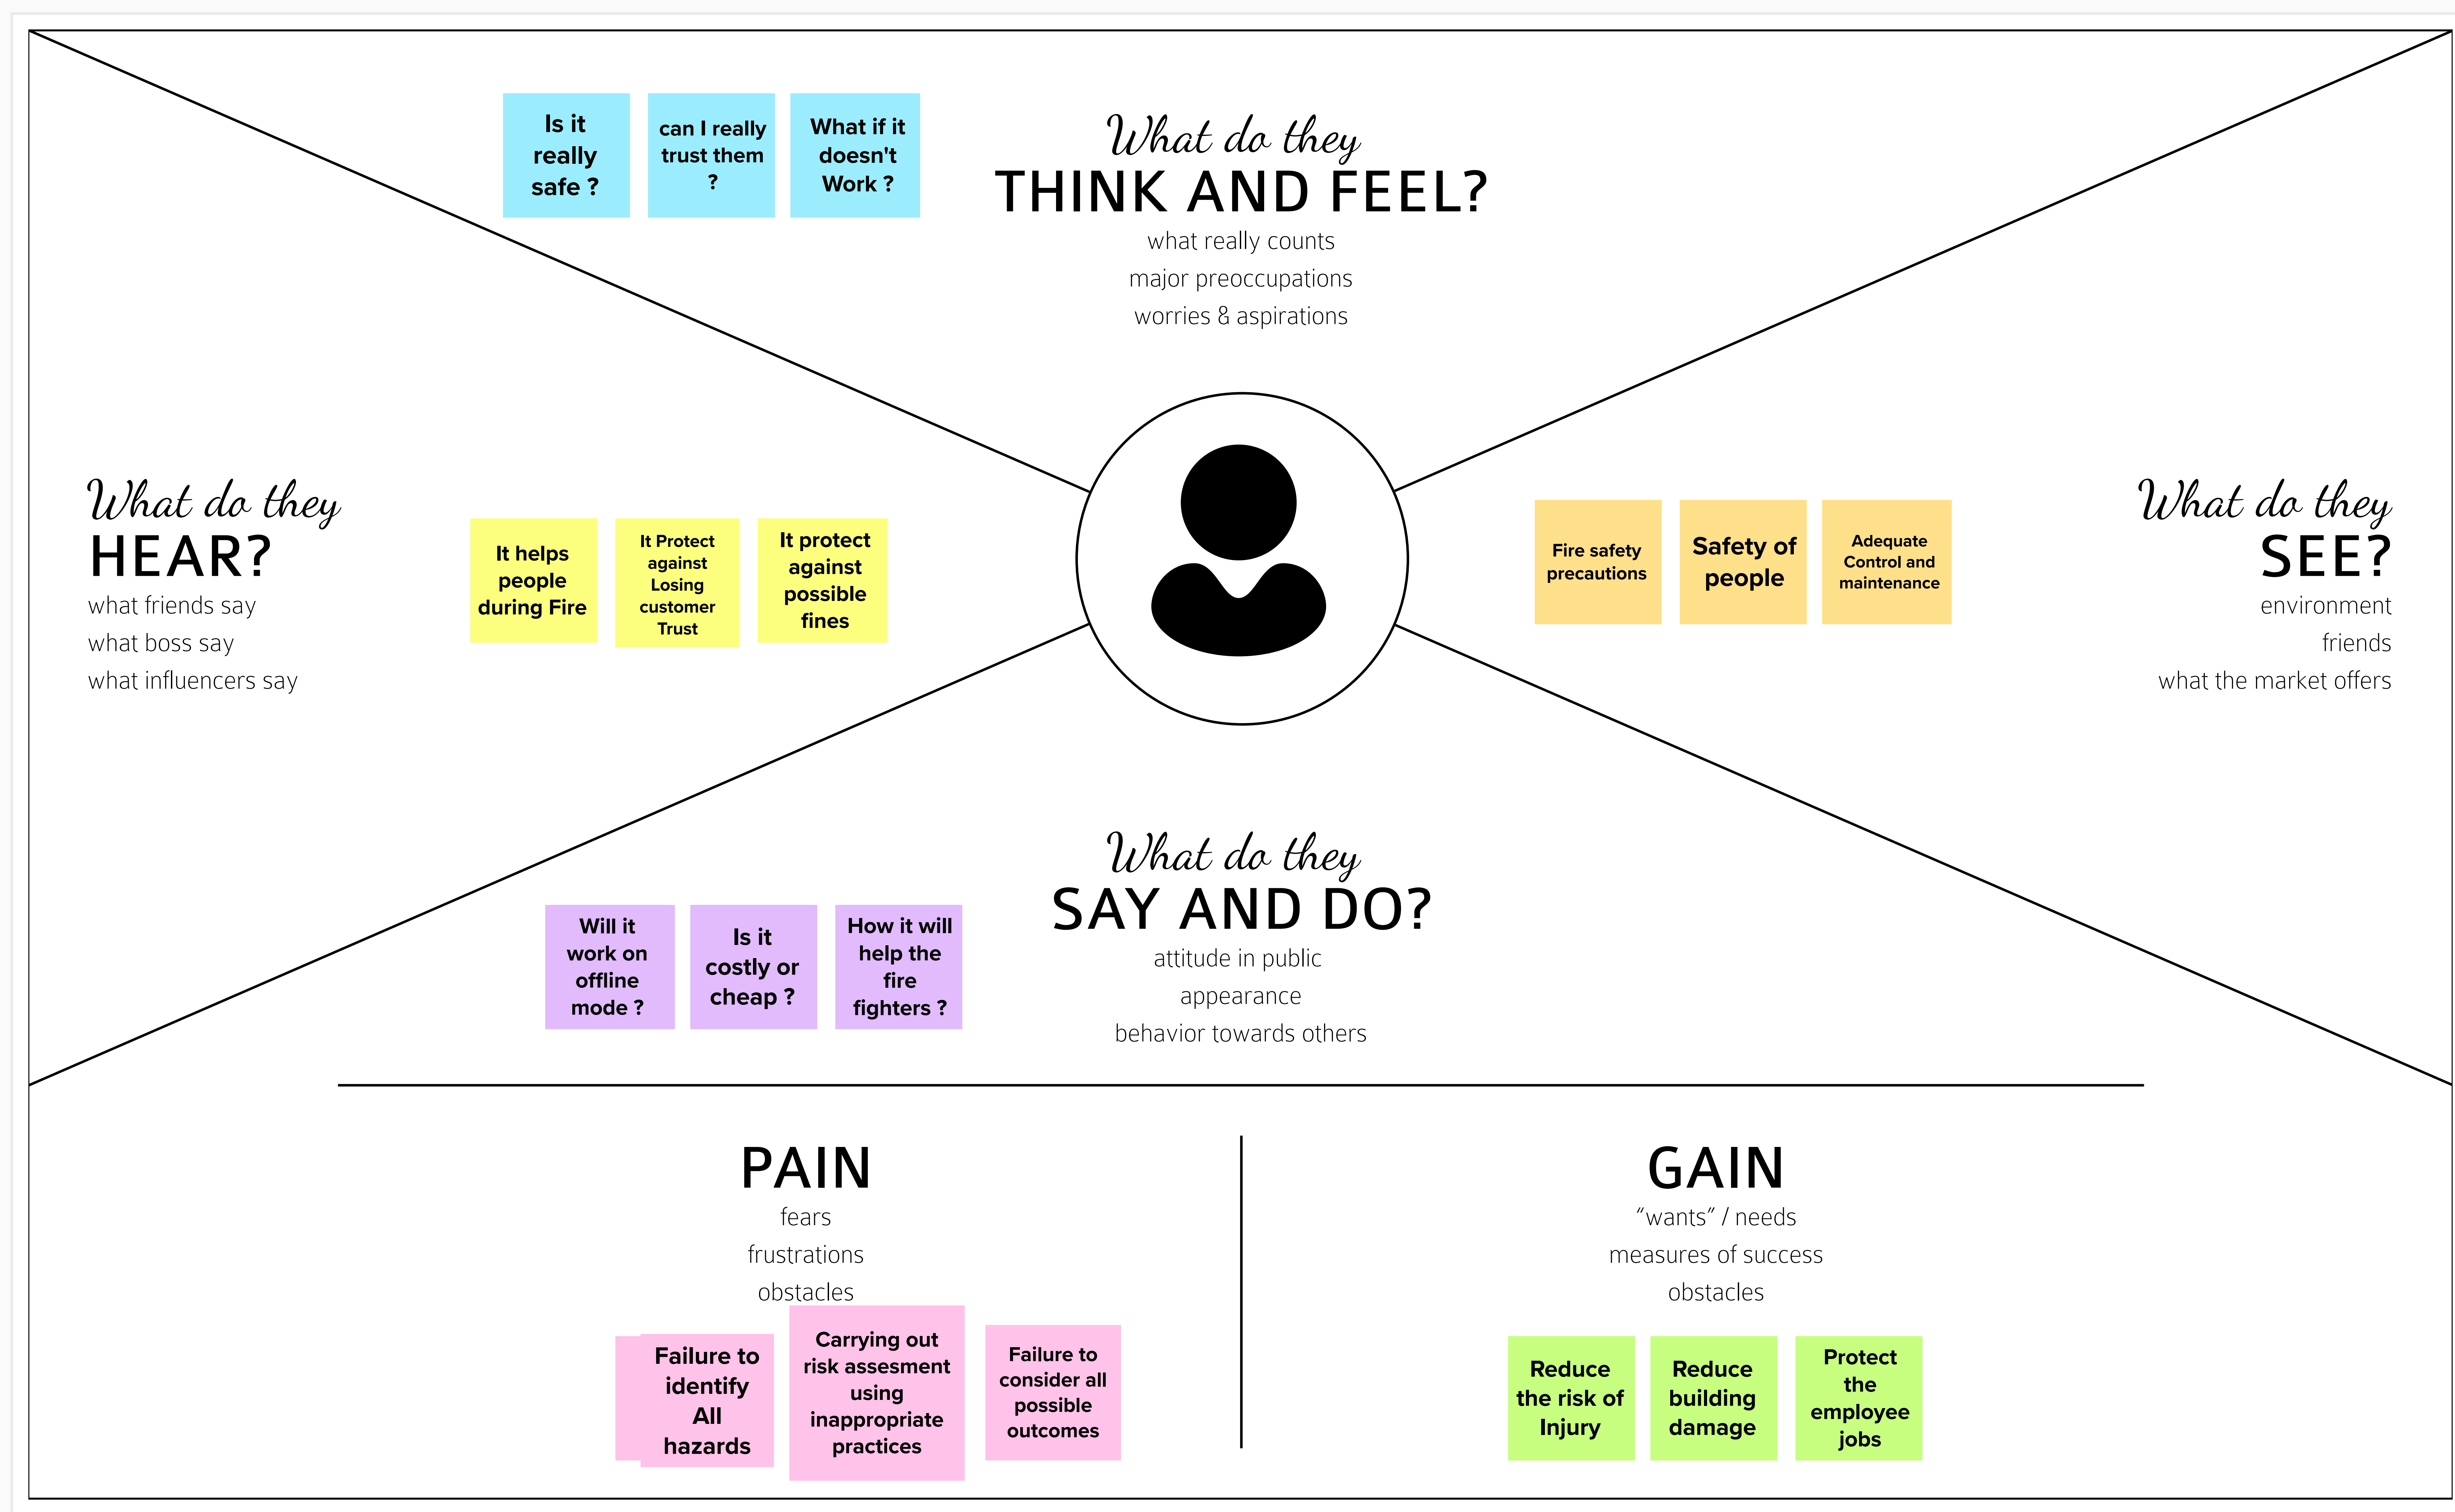 Is it
really
safe ?
can I really
trust them
?
What if it
doesn't
Work ?
What do they
THINK AND FEEL?
what really counts
major preoccupations
worries & aspirations
What do they
HEAR?
what friends say
what boss say
what influencers say
It helps
people
during Fire
It Protect
against
Losing
customer
Trust
It protect
against
possible
fines
Fire safety
precautions
Safety of
people
Adequate
Control and
maintenance
What do they
SEE?
environment
friends
what the market offers
Will it
work on
offline
mode ?
Is it
costly or
cheap ?
How it will
help the
fire
fighters ?
What do they
SAY AND DO?
attitude in public
appearance
behavior towards others
PAIN
fears
frustrations
obstacles
Failure to
identify
All
hazards
Carrying out
risk assesment
using
inappropriate
practices
Failure to
consider all
possible
outcomes
GAIN
“wants” / needs
measures of success
obstacles
Reduce
the risk of
Injury
Reduce
building
damage
Protect
the
employee
jobs